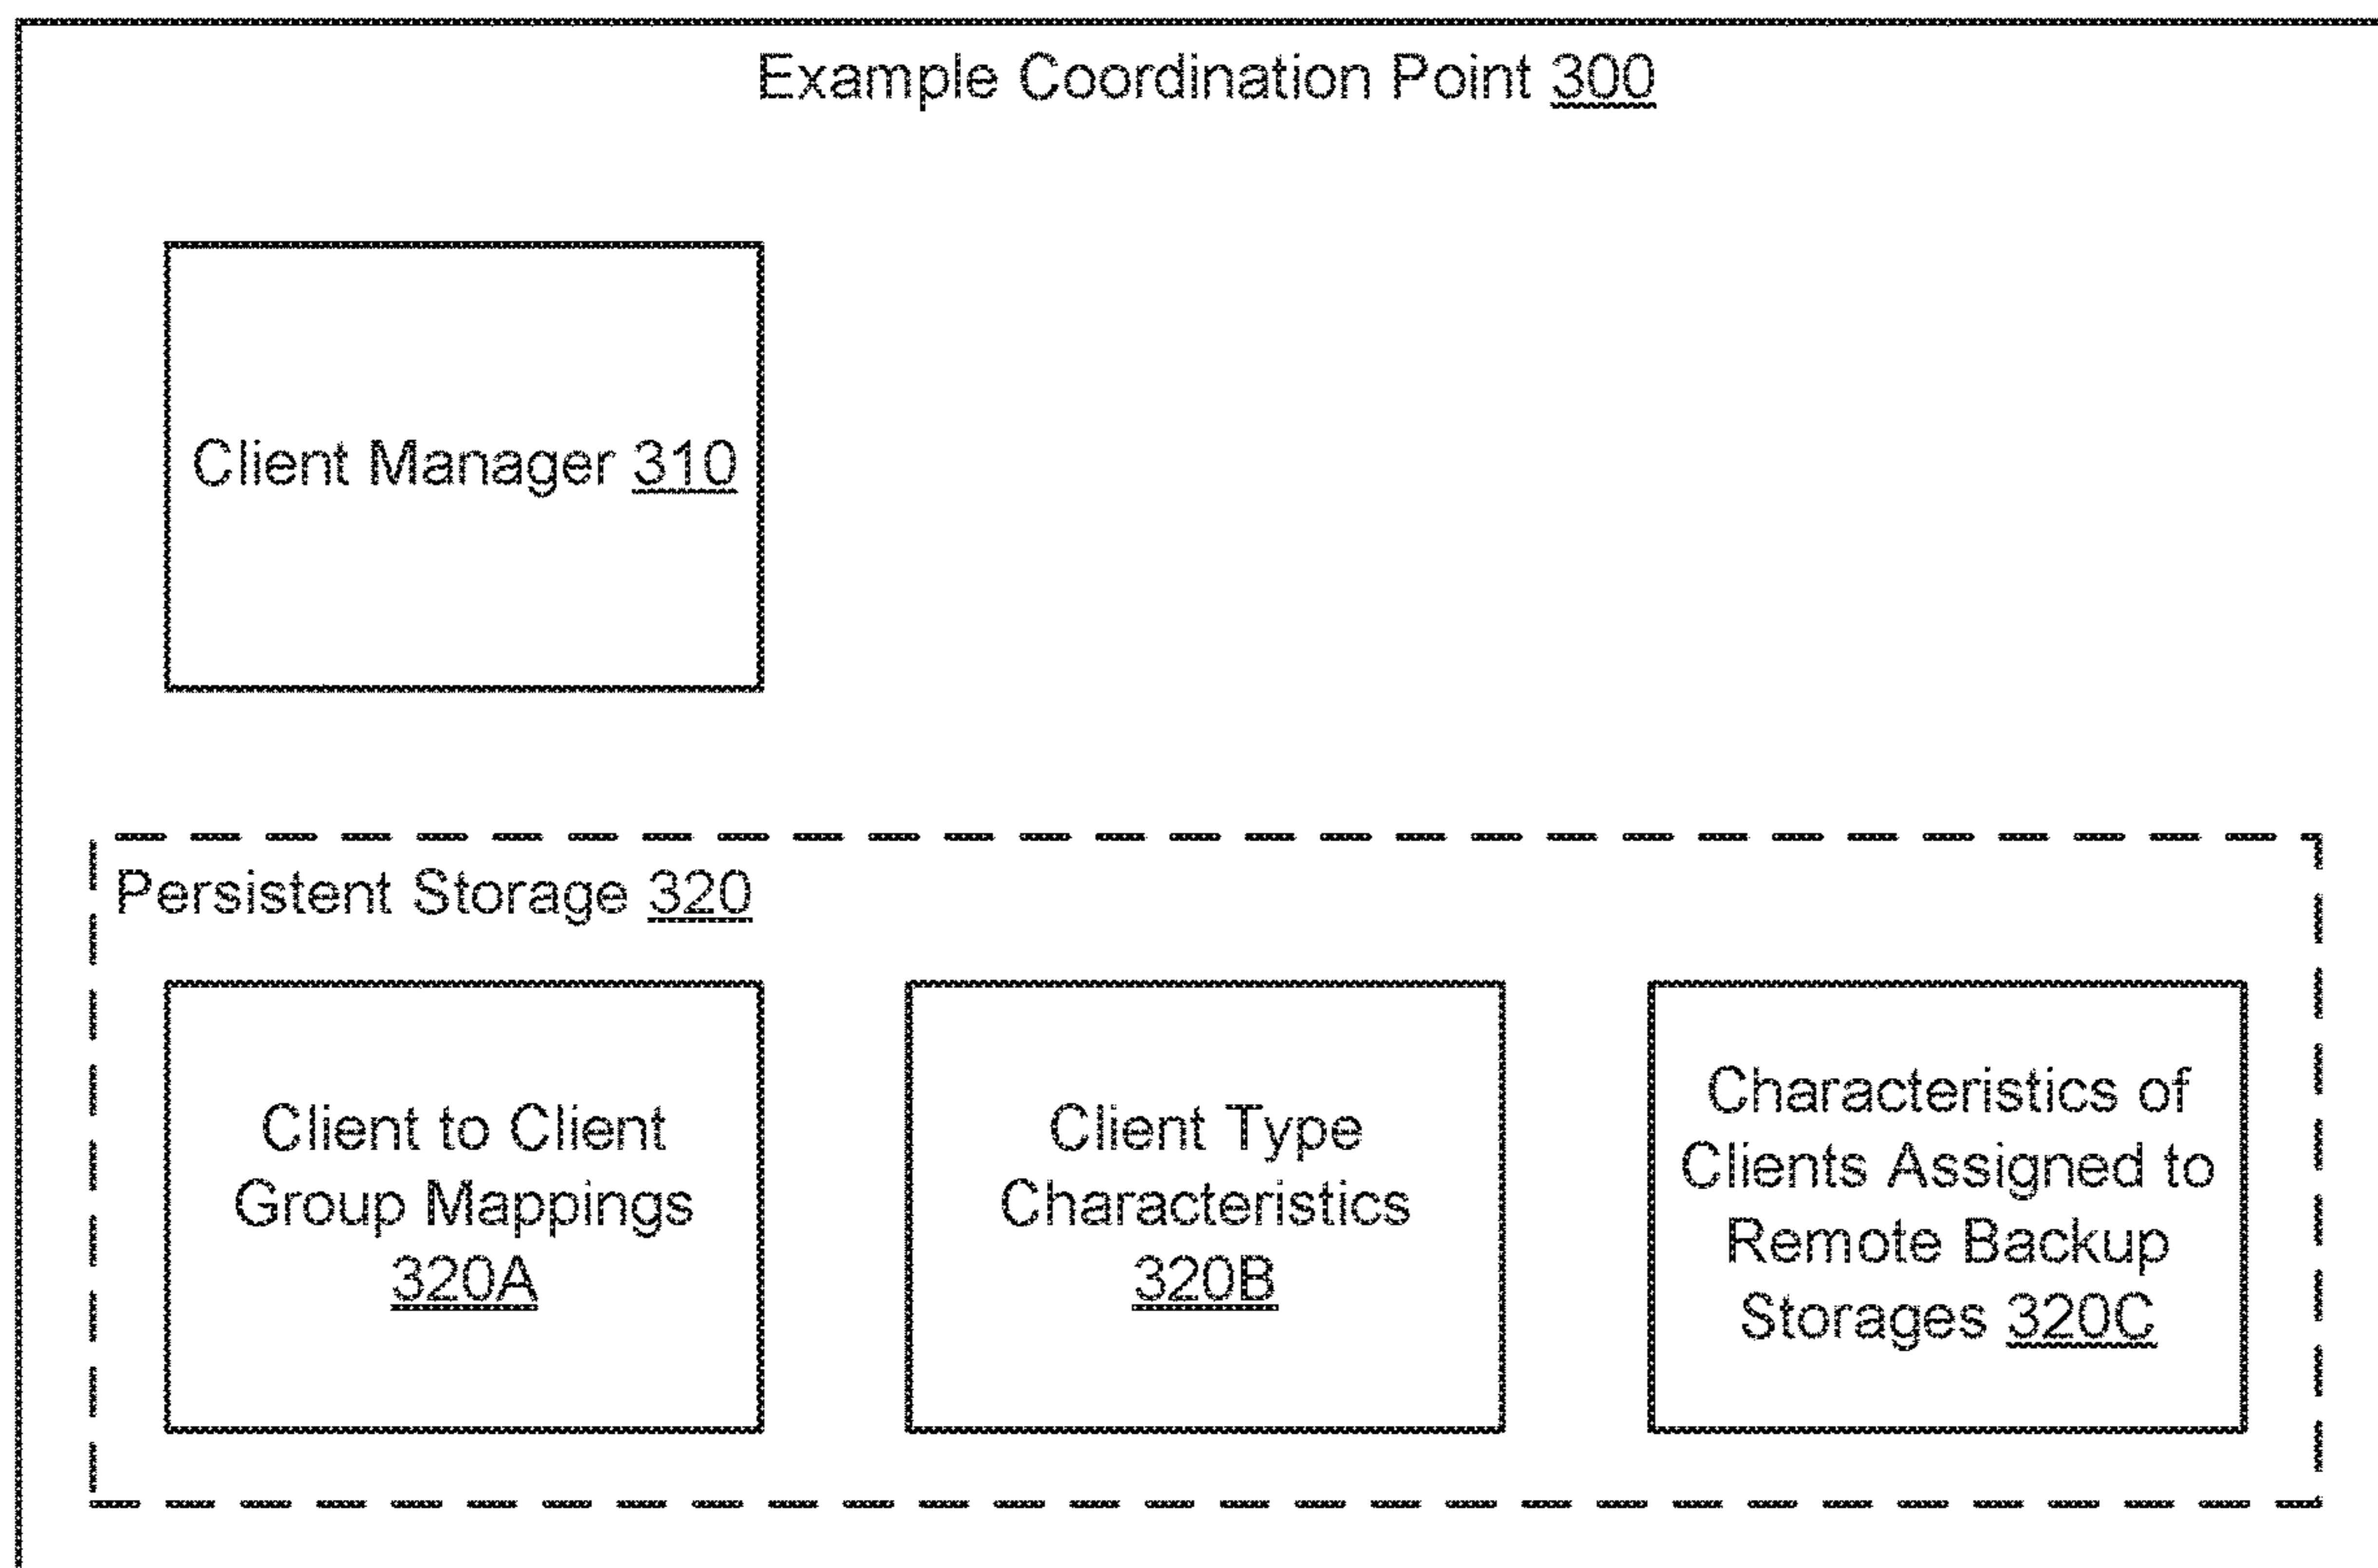 Example Coordination Point 300
Client Manager 310
Persistent Storage 320
Client to Client
Group Mappings
320A
Client Type
Characteristics
320B
Characteristics of
Clients Assigned to
Remote Backup
Storages 320C